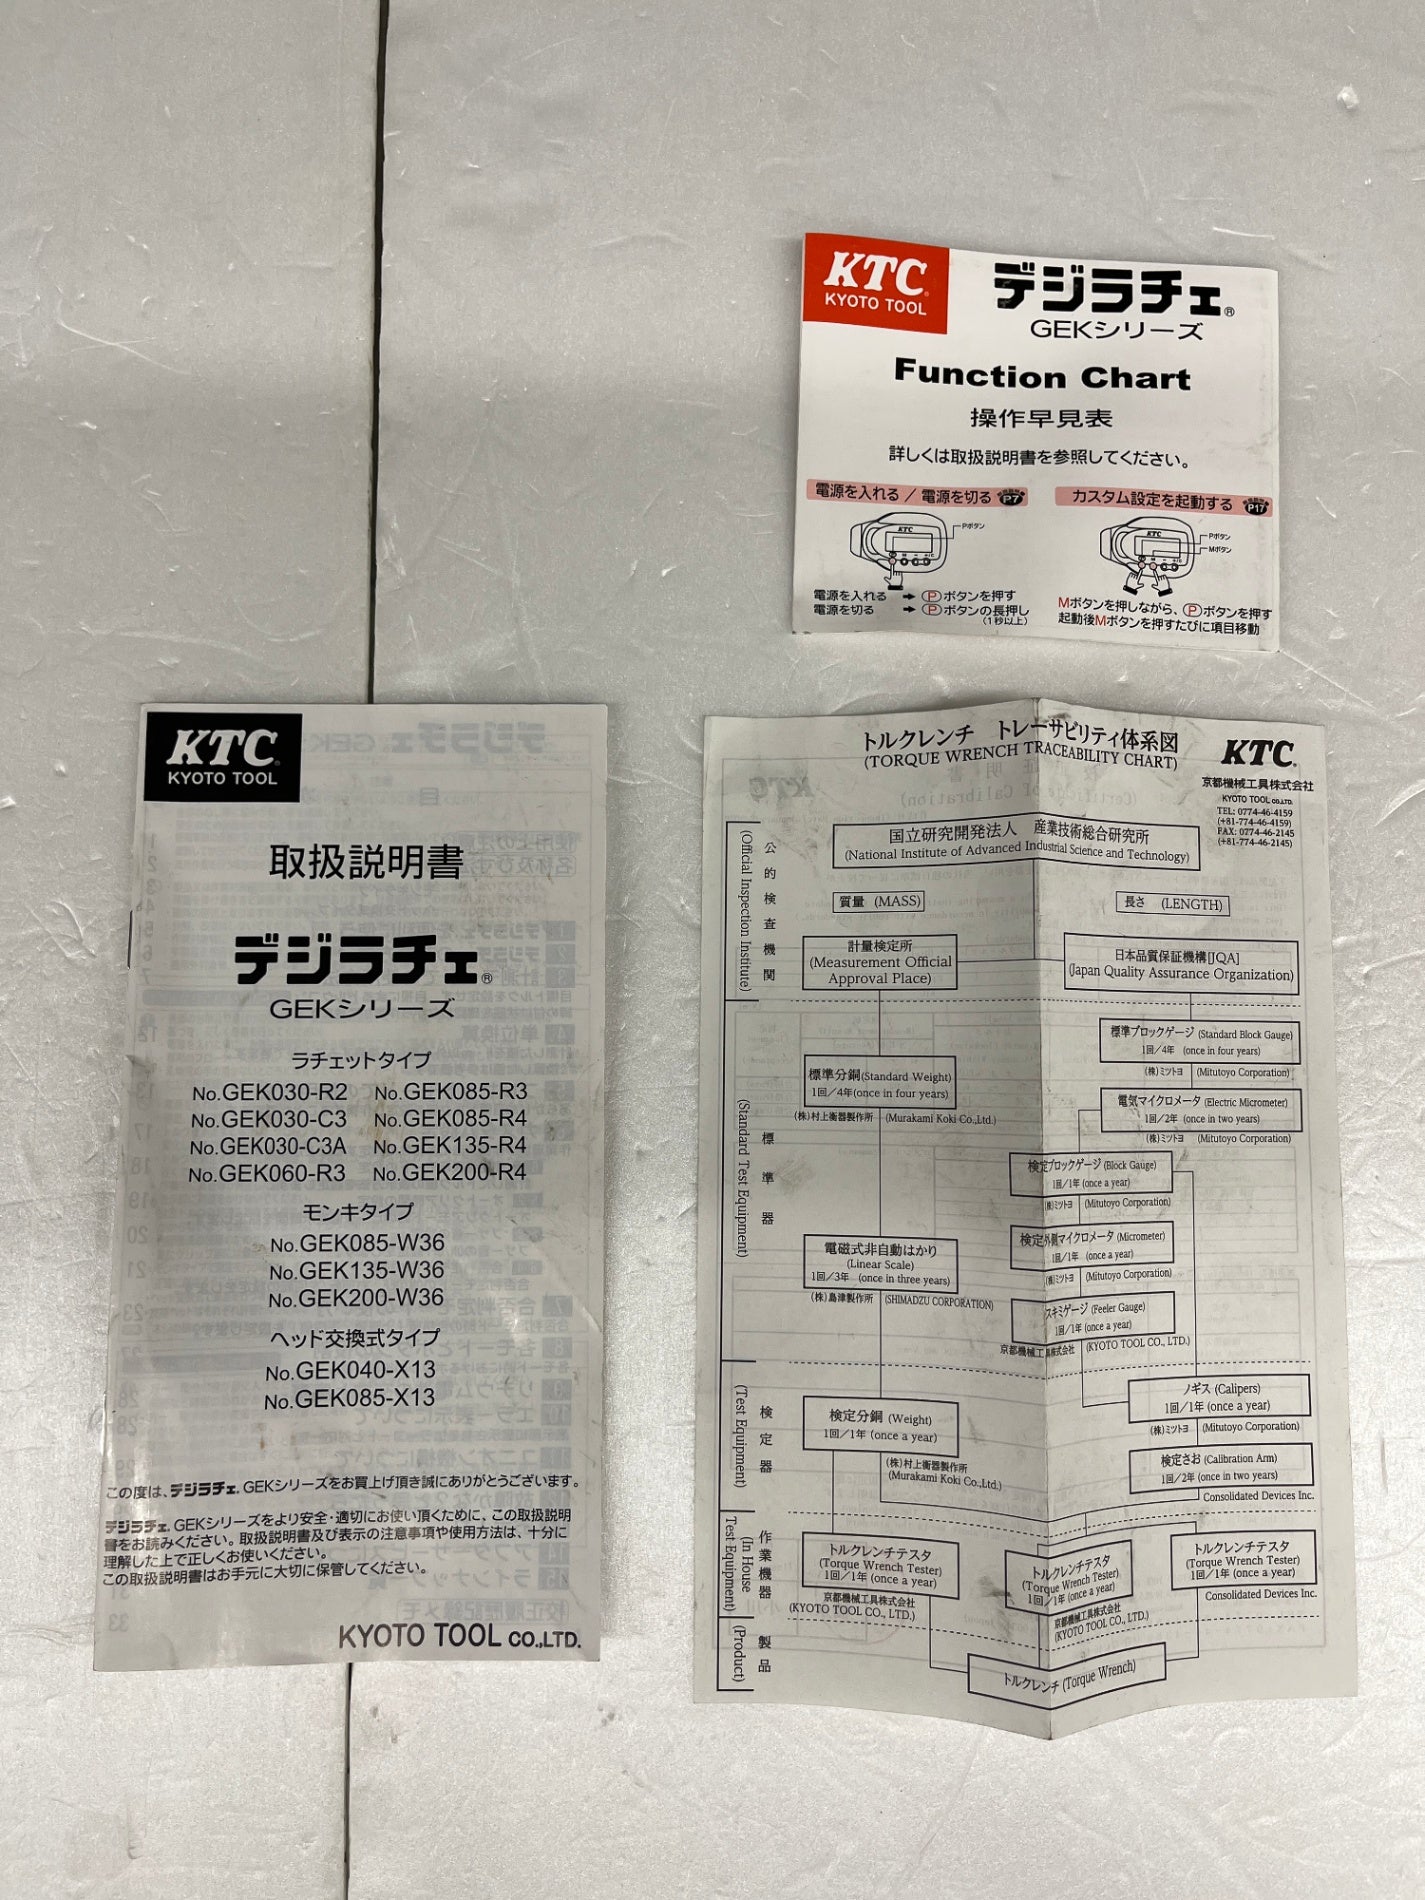 KTC
KYOTO TOOL
デジラチェ®
GEKシリーズ
Function Chart
操作早見表
詳しくは取扱説明書を参照してください。
電源を入れる / 電源を切る P7
KTC
Pボタン
電源を入れる ➔ Ⓟボタンを押す
電源を切る ➔ Ⓟボタンの長押し
(1秒以上)
カスタム設定を起動する P17
KTC
Pボタン
Mボタン
Mボタンを押しながら、Ⓟボタンを押す
起動後Mボタンを押すたびに項目移動
KTC
KYOTO TOOL
取扱説明書
デジラチェ®
GEKシリーズ
ラチェットタイプ
No.GEK030-R2 No.GEK085-R3
No.GEK030-C3 No.GEK085-R4
No.GEK030-C3A No.GEK135-R4
No.GEK060-R3 No.GEK200-R4
モンキタイプ
No.GEK085-W36
No.GEK135-W36
No.GEK200-W36
ヘッド交換式タイプ
No.GEK040-X13
No.GEK085-X13
この度は、デジラチェ GEKシリーズをお買上げ頂き誠にありがとうございます。
デジラチェ GEKシリーズをより安全・適切にお使い頂くために、この取扱説明
書をお読みください。取扱説明書及び表示の注意事項や使用方法は、十分に
理解した上で正しくお使いください。
この取扱説明書はお手元に大切に保管してください。
KYOTO TOOL CO.,LTD.
トルクレンチ トレーサビリティ体系図
(TORQUE WRENCH TRACEABILITY CHART)
KTC
京都機械工具株式会社
KYOTO TOOL CO.,LTD.
TEL: 0774-46-4159
(+81-774-46-4159)
FAX: 0774-46-2145
(+81-774-46-2145)
公的検査機関
(Official Inspection Institute)
国立研究開発法人 産業技術総合研究所
(National Institute of Advanced Industrial Science and Technology)
質量 (MASS)
長さ (LENGTH)
計量検定所
(Measurement Official
Approval Place)
日本品質保証機構[JQA]
(Japan Quality Assurance Organization)
標準器
(Standard Test Equipment)
標準ブロックゲージ (Standard Block Gauge)
1回/4年 (once in four years)
(株)ミツトヨ (Mitutoyo Corporation)
標準分銅(Standard Weight)
1回/4年(once in four years)
(株)村上衡器製作所 (Murakami Koki Co.,Ltd.)
電気マイクロメータ (Electric Micrometer)
1回/2年 (once in two years)
(株)ミツトヨ (Mitutoyo Corporation)
検定ブロックゲージ (Block Gauge)
1回/1年 (once a year)
(株)ミツトヨ (Mitutoyo Corporation)
検定外側マイクロメータ (Micrometer)
1回/1年 (once a year)
(株)ミツトヨ (Mitutoyo Corporation)
電磁式非自動はかり
(Linear Scale)
1回/3年 (once in three years)
(株)島津製作所 (SHIMADZU CORPORATION)
スキミゲージ (Feeler Gauge)
1回/1年 (once a year)
京都機械工具株式会社 (KYOTO TOOL CO., LTD.)
検定器
(Test Equipment)
ノギス (Calipers)
1回/1年 (once a year)
(株)ミツトヨ (Mitutoyo Corporation)
検定分銅 (Weight)
1回/1年 (once a year)
(株)村上衡器製作所
(Murakami Koki Co.,Ltd.)
検定さお (Calibration Arm)
1回/2年 (once in two years)
Consolidated Devices Inc.
作業機器
(In House
Test Equipment)
トルクレンチテスタ
(Torque Wrench Tester)
1回/1年 (once a year)
京都機械工具株式会社
(KYOTO TOOL CO., LTD.)
トルクレンチテスタ
(Torque Wrench Tester)
1回/1年 (once a year)
京都機械工具株式会社
(KYOTO TOOL CO., LTD.)
トルクレンチテスタ
(Torque Wrench Tester)
1回/1年 (once a year)
Consolidated Devices Inc.
製品
(Product)
トルクレンチ (Torque Wrench)